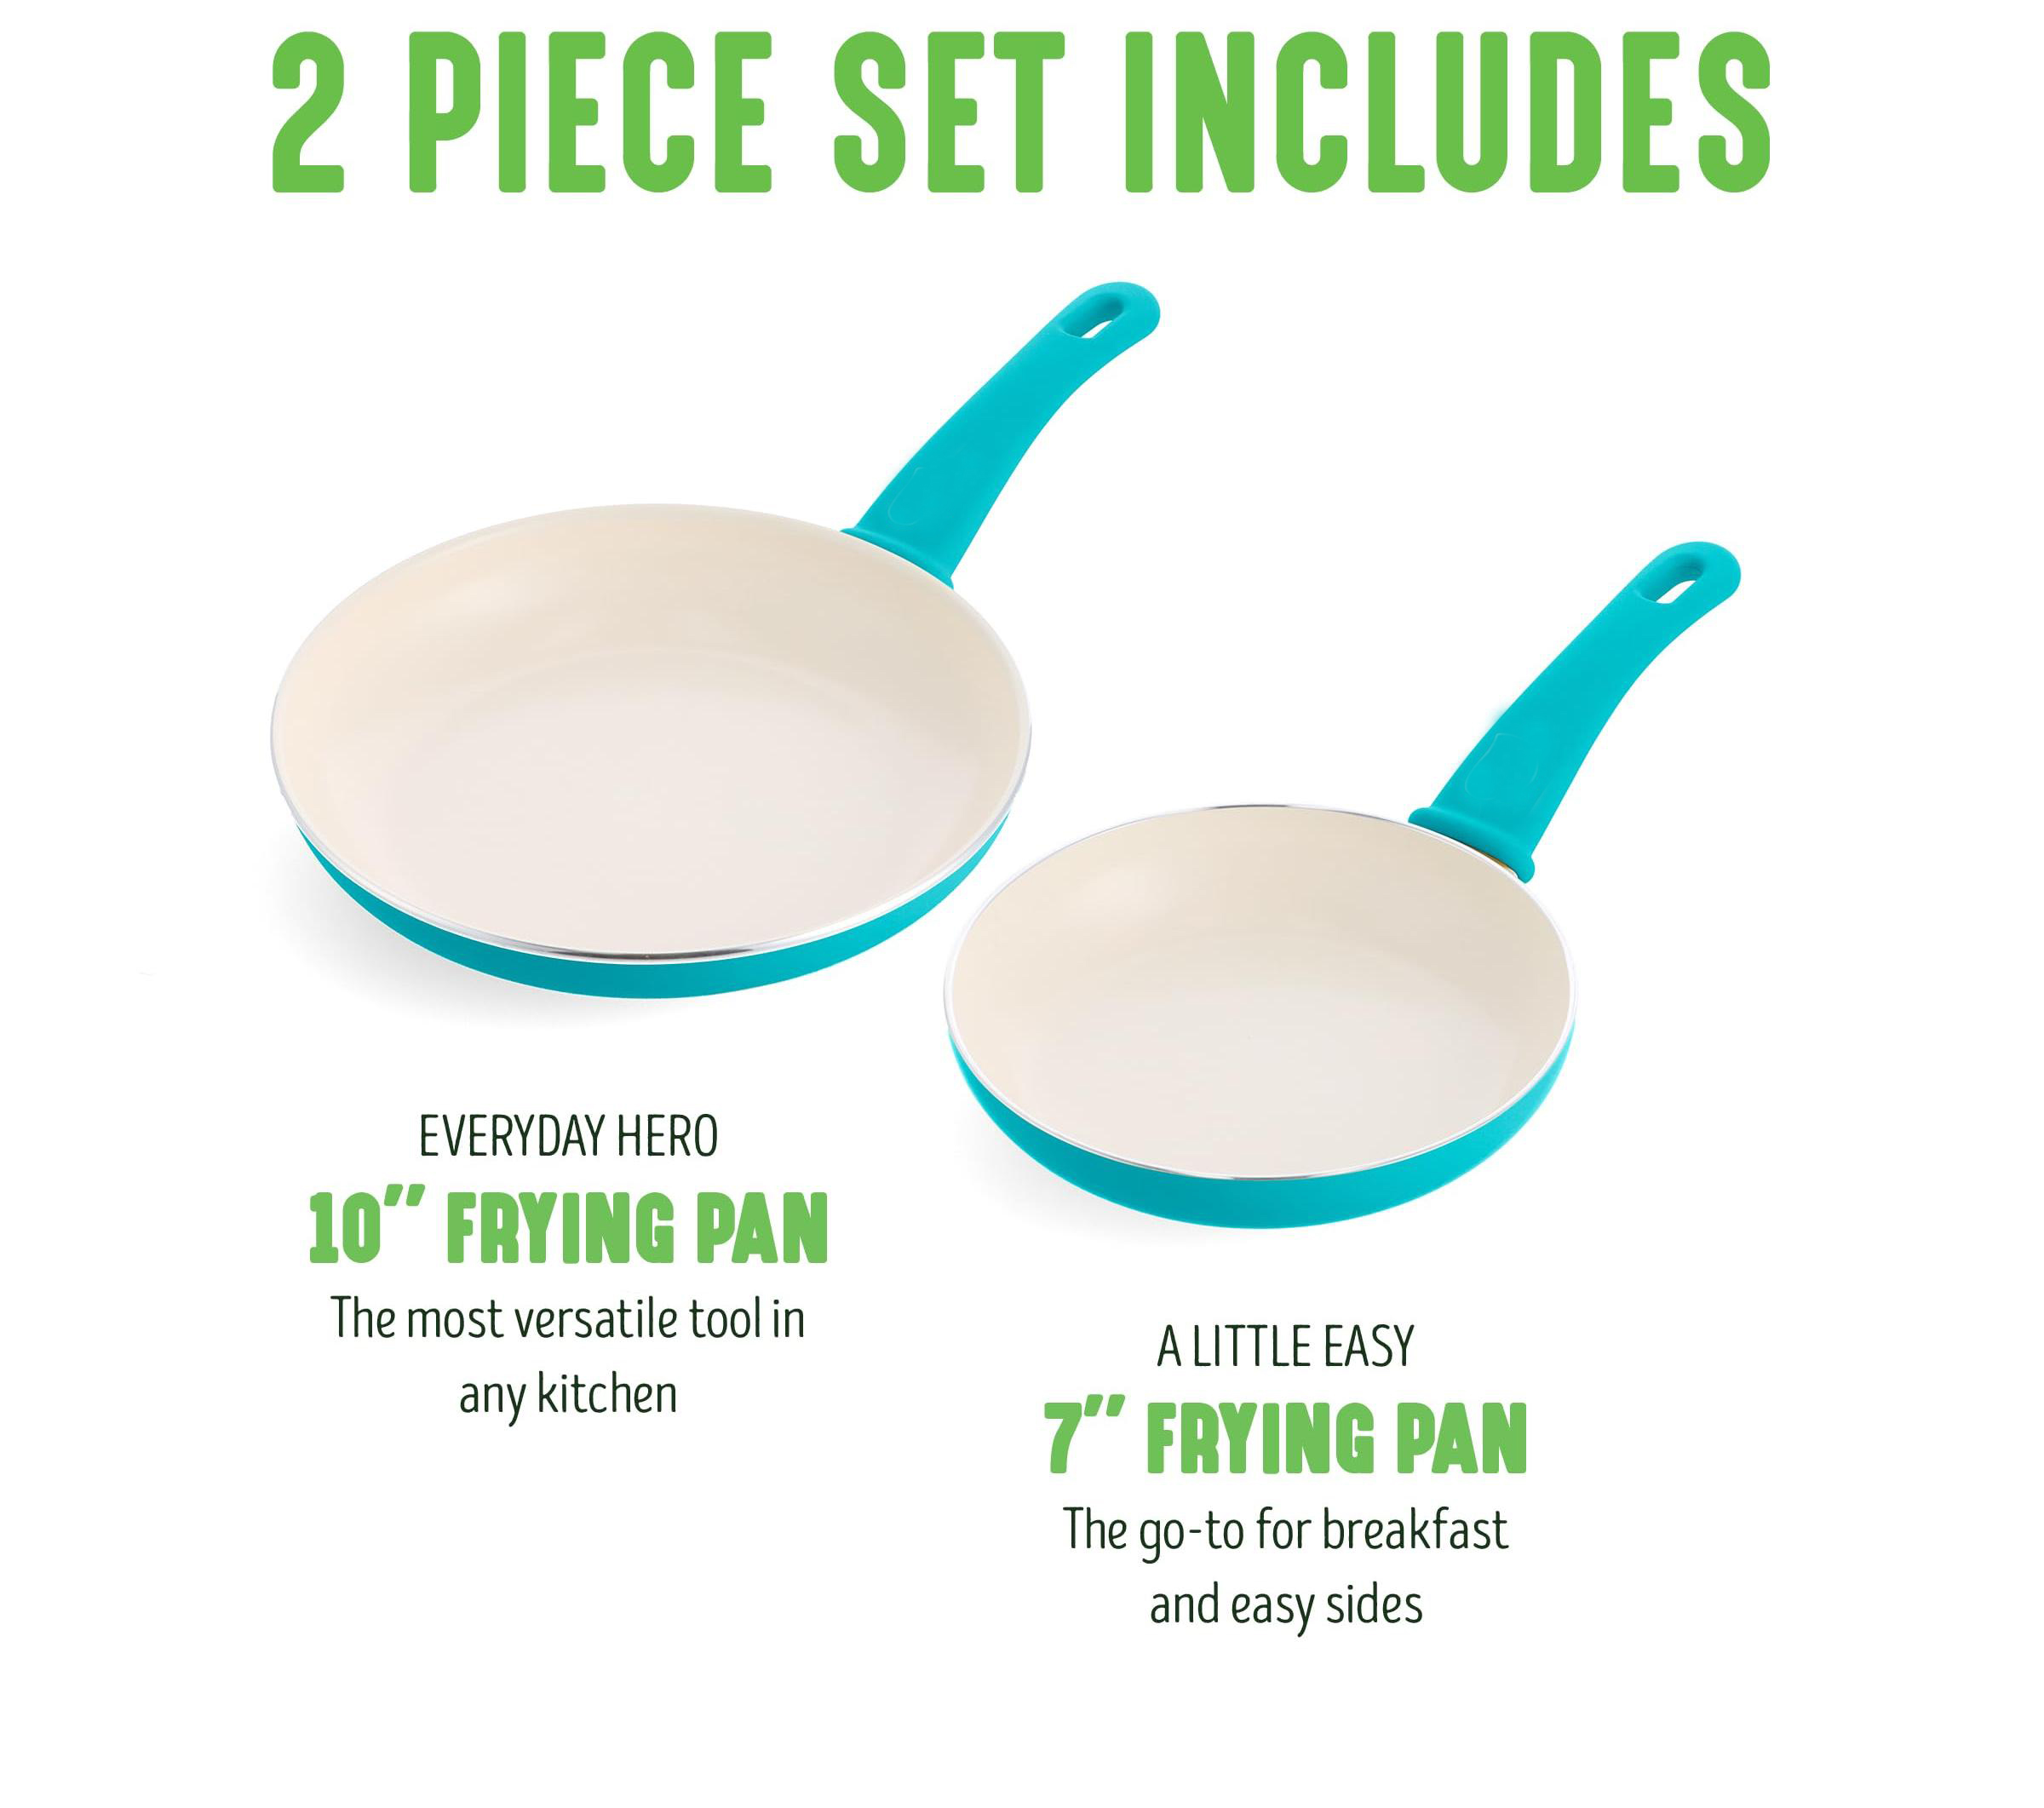 2 PIECE SET INCLUDES
EVERYDAY HERO
10" FRYING PAN
The most versatile tool in
any kitchen
A LITTLE EASY
7" FRYING PAN
The go-to for breakfast
and easy sides